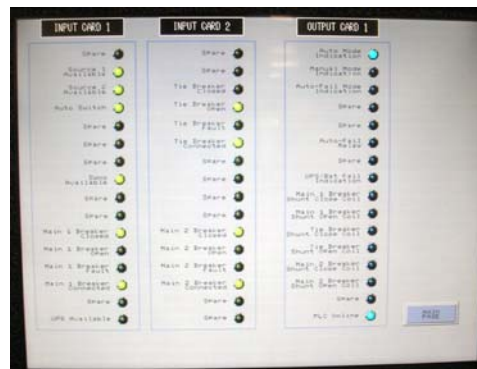 INPUT CARD 1
Spare
Source 1
Available
Source 2
Available
Auto Switch
Spare
Spare
Spare
Sync
Available
Spare
Spare
Main 1 Breaker
Closed
Main 1 Breaker
Open
Main 1 Breaker
Fault
Main 1 Breaker
Connected
Spare
UPS Available
INPUT CARD 2
Spare
Spare
Tie Breaker
Closed
Tie Breaker
Open
Tie Breaker
Fault
Tie Breaker
Connected
Spare
Spare
Spare
Spare
Main 2 Breaker
Closed
Main 2 Breaker
Open
Main 2 Breaker
Fault
Main 2 Breaker
Connected
Spare
Spare
OUTPUT CARD 1
Auto Mode
Indication
Manual Mode
Indication
Auto-Fail Mode
Indication
Spare
Spare
Auto-Fail
Relay
Spare
UPS/Bat Fail
Indication
Main 1 Breaker
Shunt Close Coil
Main 1 Breaker
Shunt Open Coil
Tie Breaker
Shunt Close Coil
Tie Breaker
Shunt Open Coil
Main 2 Breaker
Shunt Close Coil
Main 2 Breaker
Shunt Open Coil
Spare
PLC Online
MAIN
PAGE